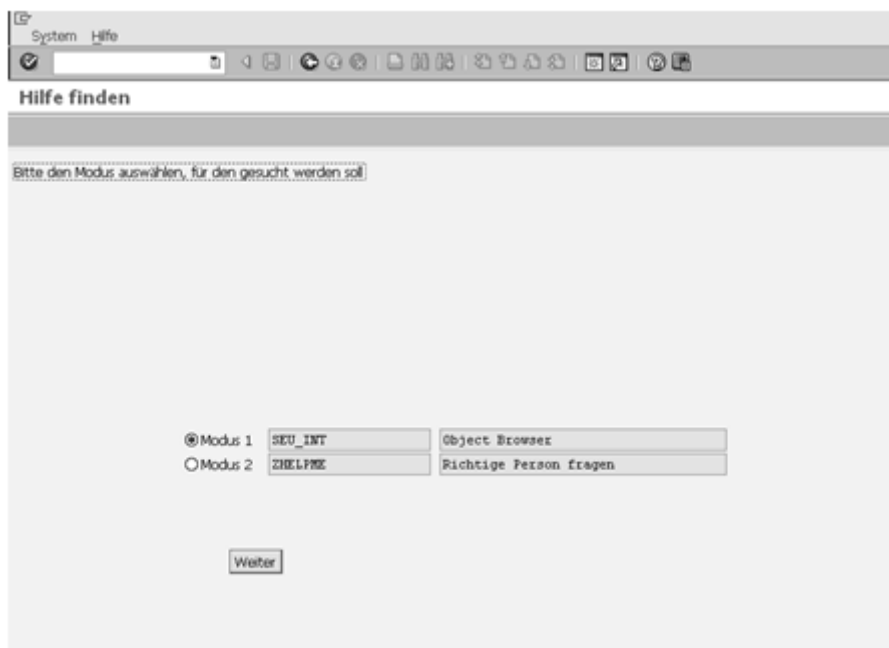 System Hilfe
Hilfe finden
Bitte den Modus auswählen, für den gesucht werden soll
Modus 1 SEU_INT Object Browser
Modus 2 ZHELPME Richtige Person fragen
Weiter